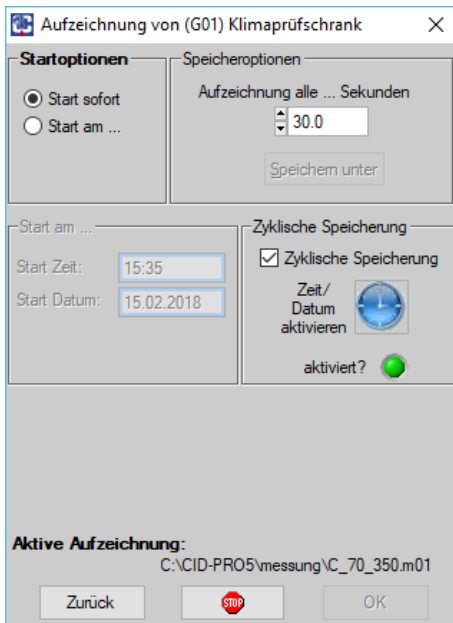 Aufzeichnung von (G01) Klimaprüfschrank
Startoptionen
Start sofort
Start am ...
Speicheroptionen
Aufzeichnung alle ... Sekunden
30.0
Speichern unter
Start am ...
Start Zeit: 15:35
Start Datum: 15.02.2018
Zyklische Speicherung
Zyklische Speicherung
Zeit/
Datum
aktivieren
aktiviert?
Aktive Aufzeichnung:
C:\CID-PRO5\messung\C_70_350.m01
Zurück
STOP
OK